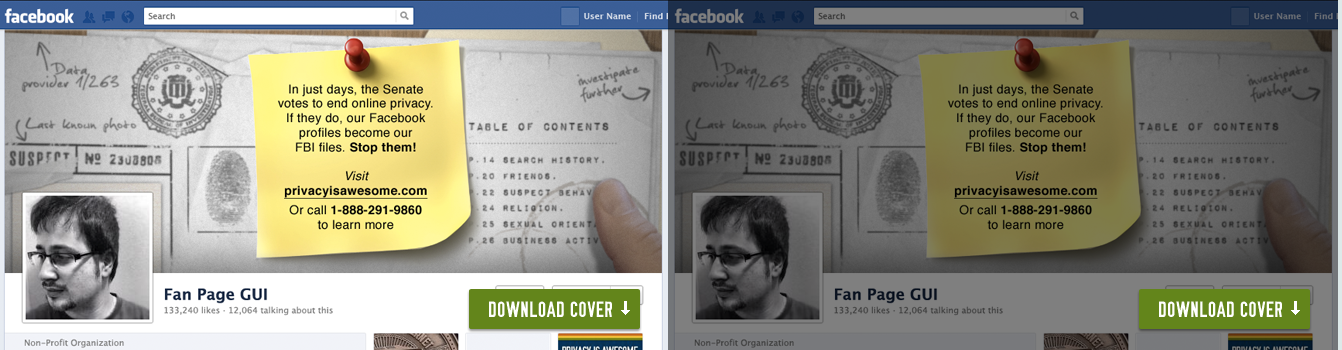 facebook
Search
User Name Find
Data
provider 1/263
investigate
further
Last known photo
SUSPECT Nº 2308808
In just days, the Senate
votes to end online privacy.
If they do, our Facebook
profiles become our
FBI files. Stop them!
Visit
privacyisawesome.com
Or call 1-888-291-9860
to learn more
TABLE OF CONTENTS
P.14 SEARCH HISTORY.
P.20 FRIENDS.
P.22 SUSPECT BEHAV
P.24 RELIGION.
P.25 SEXUAL ORIENT
P.26 BUSINESS ACTIV
Fan Page GUI
133,240 likes · 12,064 talking about this
DOWNLOAD COVER
Non-Profit Organization
PRIVACY IS AWESOME
facebook
Search
User Name Find
Data
provider 1/263
investigate
further
Last known photo
SUSPECT Nº 2308808
In just days, the Senate
votes to end online privacy.
If they do, our Facebook
profiles become our
FBI files. Stop them!
Visit
privacyisawesome.com
Or call 1-888-291-9860
to learn more
TABLE OF CONTENTS
P.14 SEARCH HISTORY.
P.20 FRIENDS.
P.22 SUSPECT BEHAV
P.24 RELIGION.
P.25 SEXUAL ORIENT
P.26 BUSINESS ACTIV
Fan Page GUI
133,240 likes · 12,064 talking about this
DOWNLOAD COVER
Non-Profit Organization
PRIVACY IS AWESOME